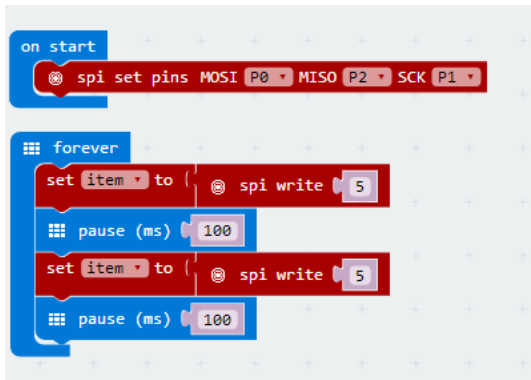 on start
spi set pins MOSI P0 MISO P2 SCK P1
forever
set item to ( spi write 5
pause (ms) 100
set item to ( spi write 5
pause (ms) 100